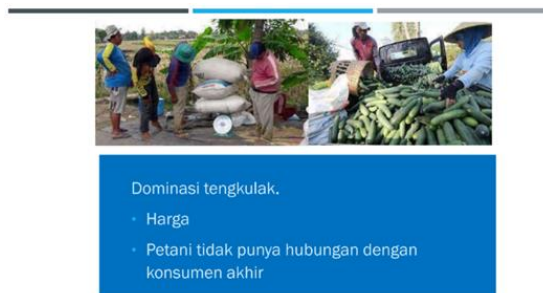 Dominasi tengkulak.
• Harga
• Petani tidak punya hubungan dengan
konsumen akhir